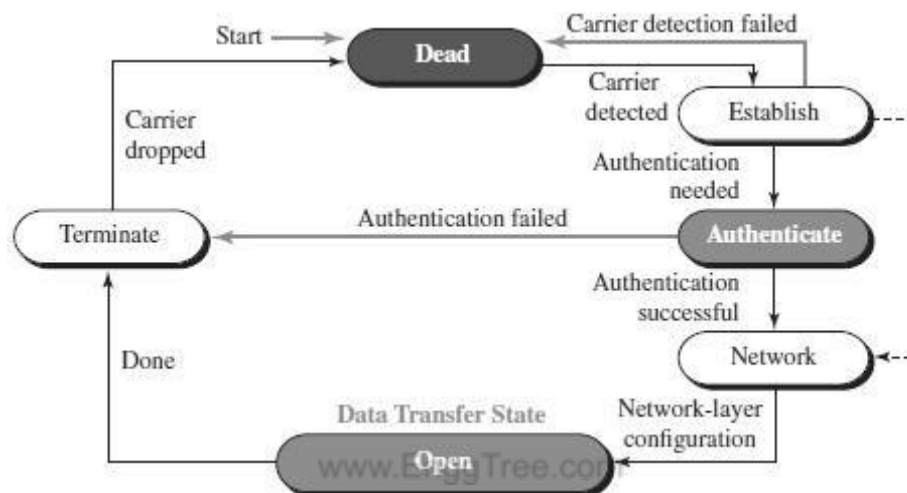 Start
Carrier detection failed
Dead
Carrier
detected
Establish
Carrier
dropped
Authentication
needed
Terminate
Authentication failed
Authenticate
Authentication
successful
Done
Network
Data Transfer State
Network-layer
configuration
Open
www.EnggTree.com